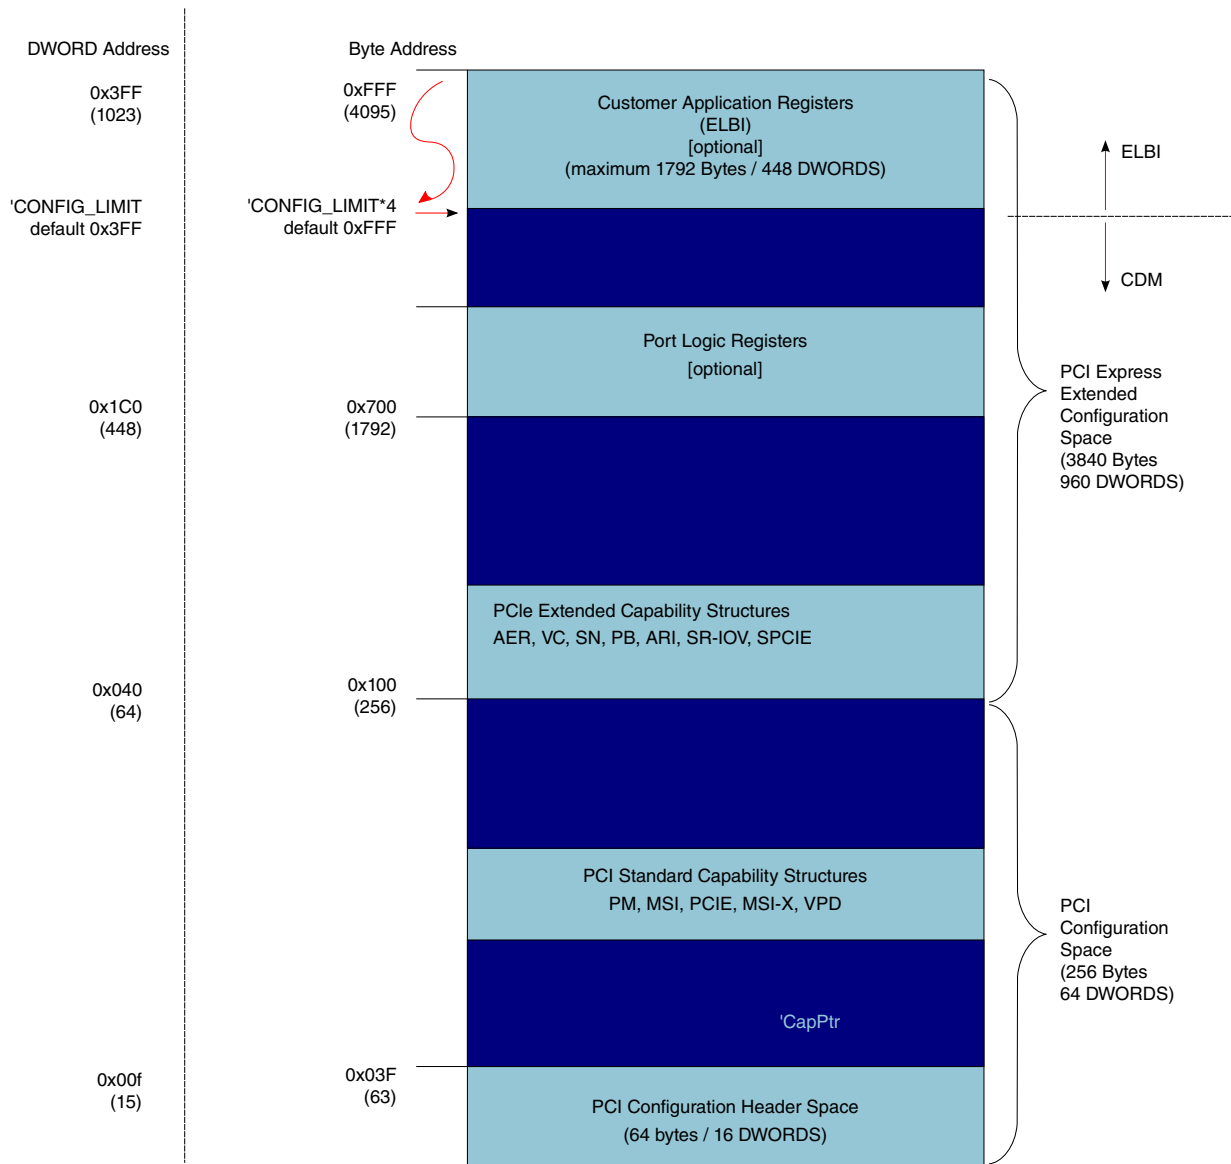 DWORD Address
Byte Address
0x3FF
(1023)
0xFFF
(4095)
Customer Application Registers
(ELBI)
[optional]
(maximum 1792 Bytes / 448 DWORDS)
ELBI
'CONFIG_LIMIT
default 0x3FF
'CONFIG_LIMIT*4
default 0xFFF
CDM
Port Logic Registers
[optional]
PCI Express
Extended
Configuration
Space
(3840 Bytes
960 DWORDS)
0x1C0
(448)
0x700
(1792)
PCIe Extended Capability Structures
AER, VC, SN, PB, ARI, SR-IOV, SPCIE
0x040
(64)
0x100
(256)
PCI Standard Capability Structures
PM, MSI, PCIE, MSI-X, VPD
PCI
Configuration
Space
(256 Bytes
64 DWORDS)
'CapPtr
0x00f
(15)
0x03F
(63)
PCI Configuration Header Space
(64 bytes / 16 DWORDS)